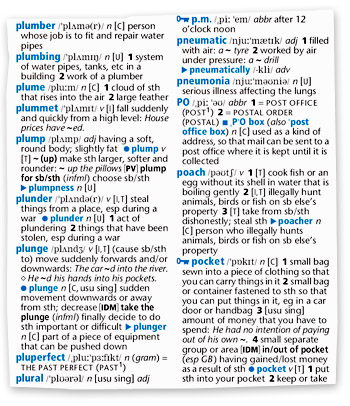 plumber /ˈplʌmə(r)/ n [C] person
whose job is to fit and repair water
pipes
plumbing /ˈplʌmɪŋ/ n [U]
system of water pipes, tanks, etc in a
building 2 work of a plumber
plume /pluːm/ n [C] 1 cloud of sth
that rises into the air 2 large feather
plummet /ˈplʌmɪt/ v [I] fall suddenly
and quickly from a high level: House
prices have ~ed.
plump /plʌmp/ adj having a soft,
round body; slightly fat ● plump v
[T] ~ (up) make sth larger, softer and
rounder: ~ up the pillows [PV] plump
for sb/sth (infml) choose sb/sth
▶ plumpness n [U]
plunder /ˈplʌndə(r)/ v [I,T] steal
things from a place, esp during a
war ● plunder n [U] 1 act of
plundering 2 things that have been
stolen, esp during a war
plunge /plʌndʒ/ v [I,T] (cause sb/sth
to) move suddenly forwards and/or
downwards: The car ~d into the river.
◇ He ~d his hands into his pockets.
● plunge n [C, usu sing] sudden
movement downwards or away
from sth; decrease [IDM] take the
plunge (infml) finally decide to do
sth important or difficult ▶ plunger
n [C] part of a piece of equipment
that can be pushed down
pluperfect /ˌpluːˈpɜːfɪkt/ n (gram) =
THE PAST PERFECT (PAST¹)
plural /ˈplʊərəl/ n [usu sing] adj
p.m. /ˌpiː ˈem/ abbr after 12
o'clock noon
pneumatic /njuːˈmætɪk/ adj 1 filled
with air: a ~ tyre 2 worked by air
under pressure: a ~ drill
▶ pneumatically /-kli/ adv
pneumonia /njuːˈməʊniə/ n [U]
serious illness affecting the lungs
PO /ˌpiː ˈəʊ/ abbr 1 = POST OFFICE
(POST¹) 2 = POSTAL ORDER
(POSTAL) ■ PO box (also post
office box) n [C] used as a kind of
address, so that mail can be sent to a
post office where it is kept until it is
collected
poach /pəʊtʃ/ v 1 [T] cook fish or an
egg without its shell in water that is
boiling gently 2 [I,T] illegally hunt
animals, birds or fish on sb else's
property 3 [T] take from sb/sth
dishonestly; steal sth ▶ poacher n
[C] person who illegally hunts
animals, birds or fish on sb else's
property
pocket /ˈpɒkɪt/ n [C] 1 small bag
sewn into a piece of clothing so that
you can carry things in it 2 small bag
or container fastened to sth so that
you can put things in it, eg in a car
door or handbag 3 [usu sing]
amount of money that you have to
spend: He had no intention of paying
out of his own ~. 4 small separate
group or area [IDM] in/out of pocket
(esp GB) having gained/lost money
as a result of sth ● pocket v [T] 1 put
sth into your pocket 2 keep or take